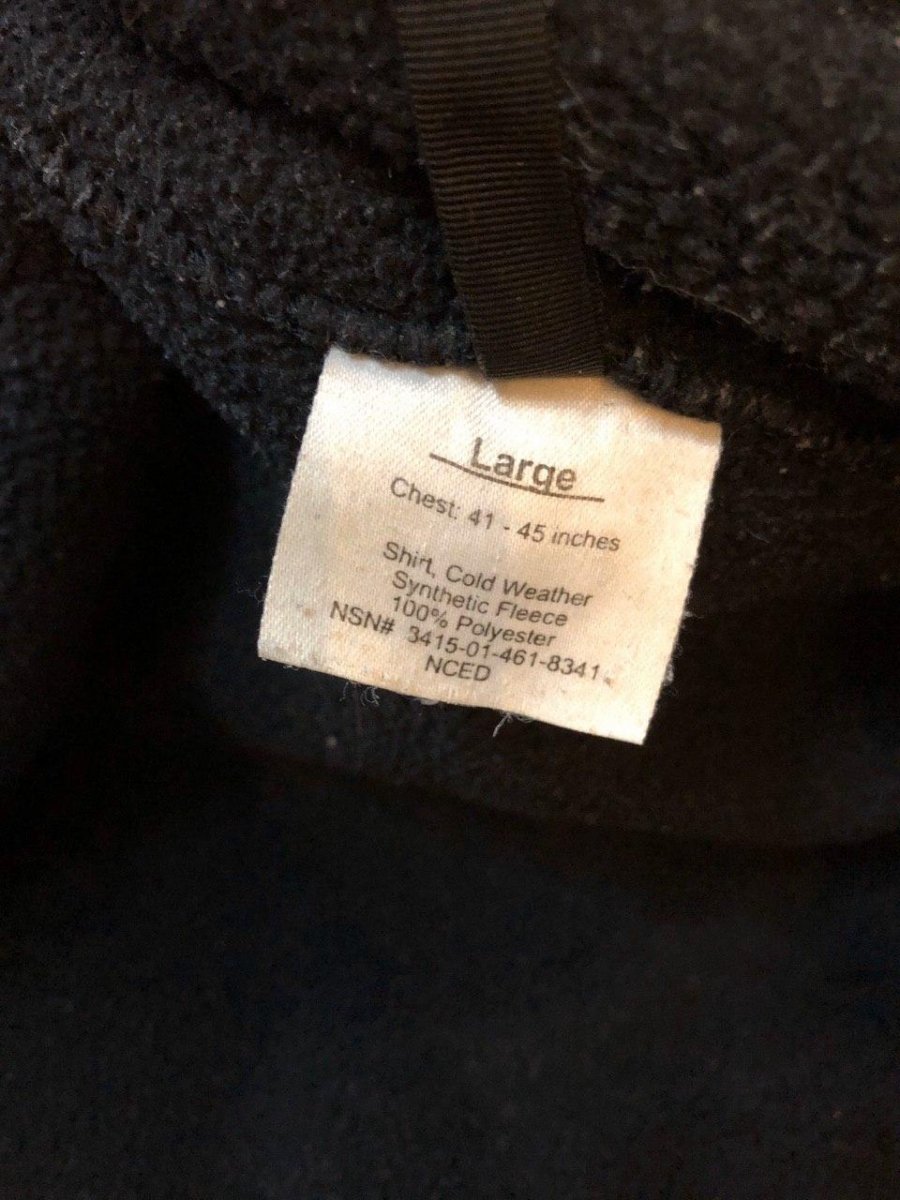 Large
Chest: 41 - 45 inches
Shirt, Cold Weather
Synthetic Fleece
100% Polyester
NSN# 3415-01-461-8341
NCED